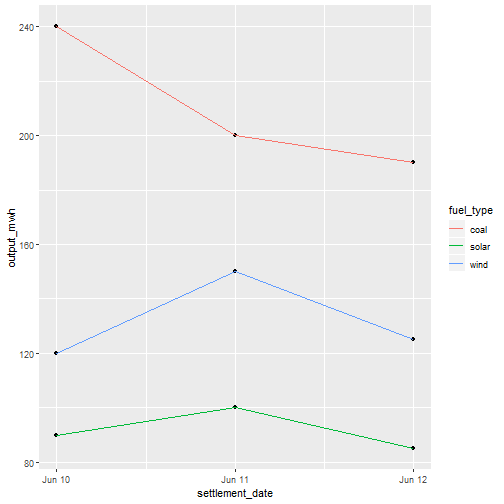 240
200
160
120
80
output_mwh
Jun 10
Jun 11
Jun 12
settlement_date
fuel_type
coal
solar
wind